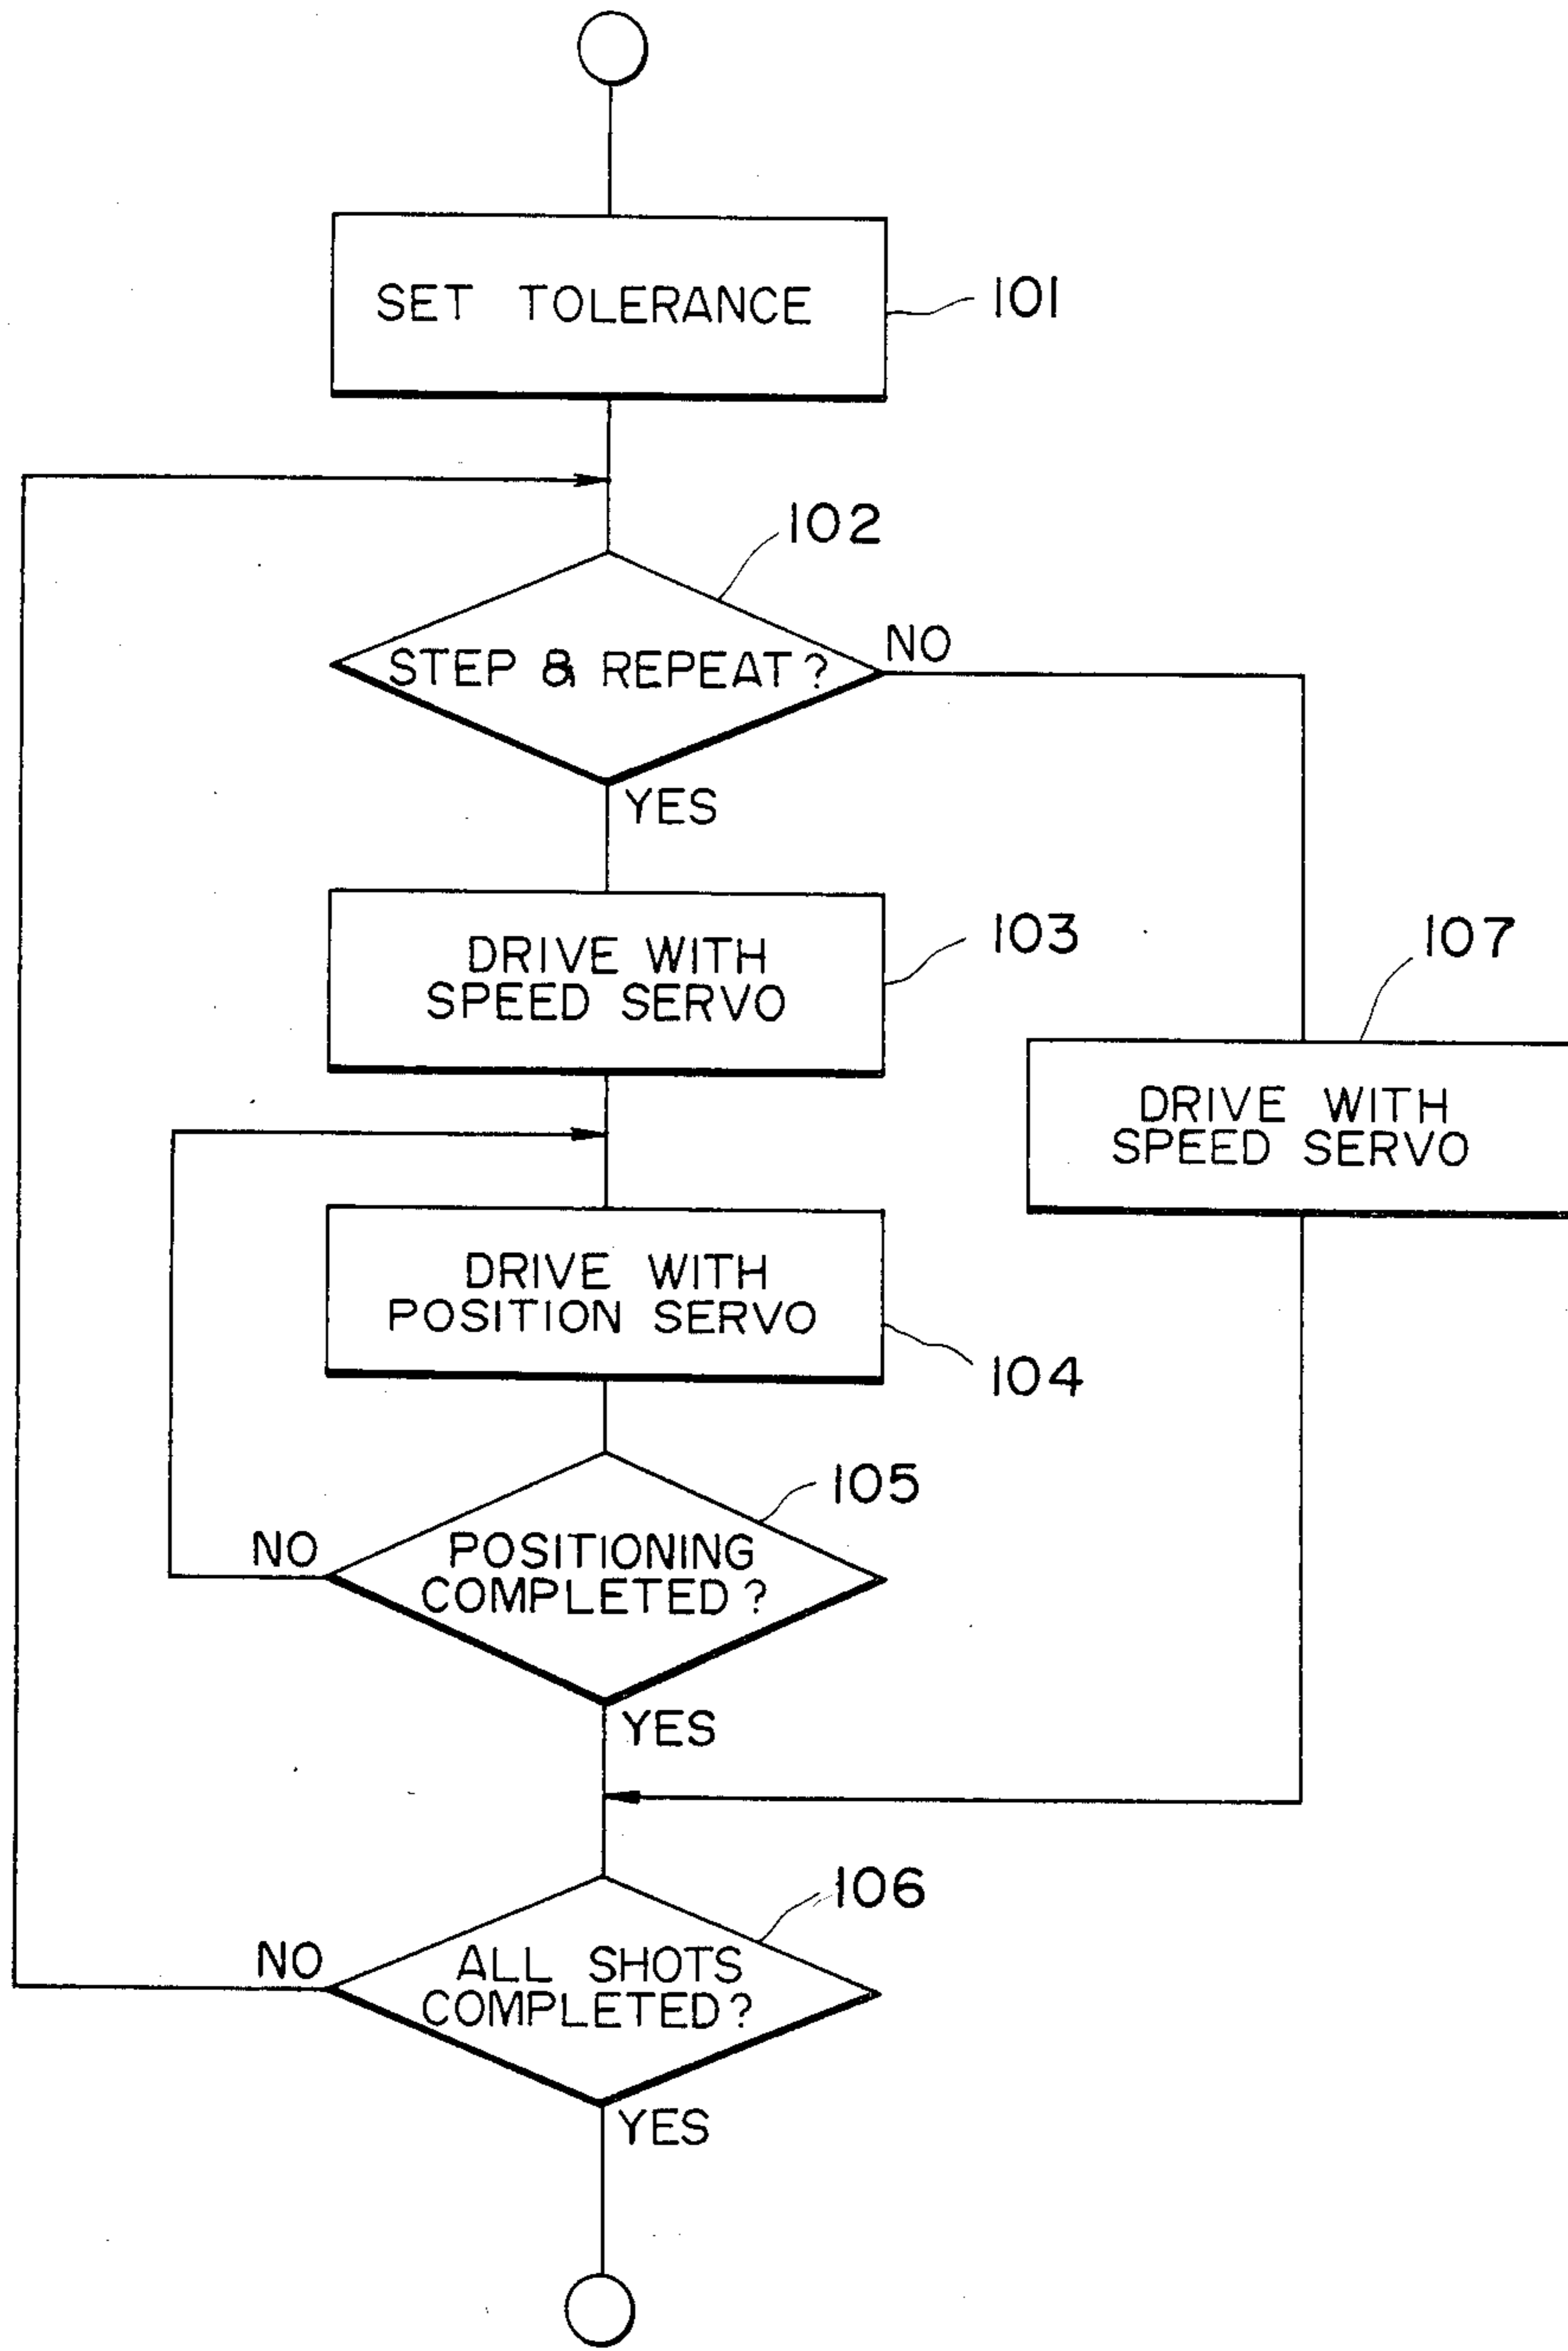 SET TOLERANCE
101
102
STEP & REPEAT?
NO
YES
DRIVE WITH
SPEED SERVO
103
107
DRIVE WITH
SPEED SERVO
DRIVE WITH
POSITION SERVO
104
105
NO
POSITIONING
COMPLETED?
YES
106
NO
ALL SHOTS
COMPLETED?
YES